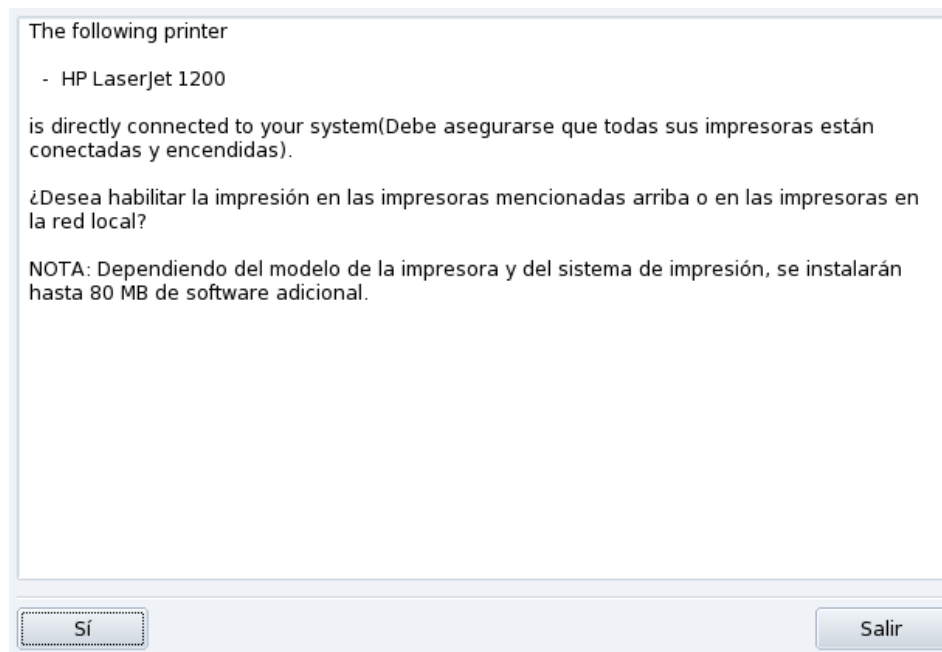 The following printer
- HP LaserJet 1200
is directly connected to your system(Debe asegurarse que todas sus impresoras están
conectadas y encendidas).
¿Desea habilitar la impresión en las impresoras mencionadas arriba o en las impresoras en
la red local?
NOTA: Dependiendo del modelo de la impresora y del sistema de impresión, se instalarán
hasta 80 MB de software adicional.
Sí
Salir